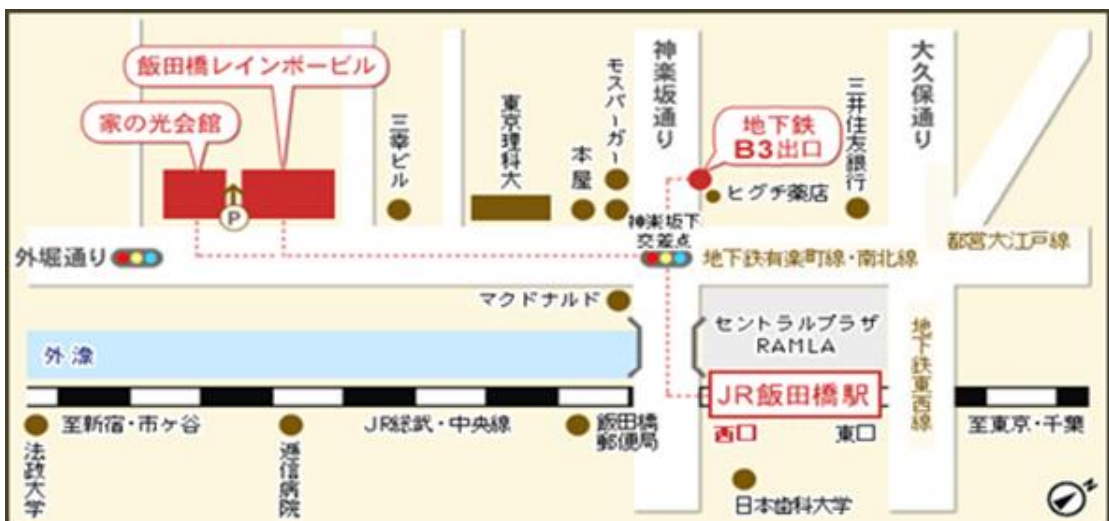 飯田橋レインボービル
家の光会館
三幸ビル
東京理科大
本屋
モスバーガー
神楽坂通り
地下鉄
B3出口
ヒグチ薬店
三井住友銀行
大久保通り
P
外堀通り
神楽坂下
交差点
地下鉄有楽町線・南北線
都営大江戸線
マクドナルド
セントラルプラザ
RAMLA
地下鉄東西線
外濠
JR飯田橋駅
至新宿・市ヶ谷
JR総武・中央線
飯田橋
郵便局
西口
東口
至東京・千葉
法政大学
逓信病院
日本歯科大学
N